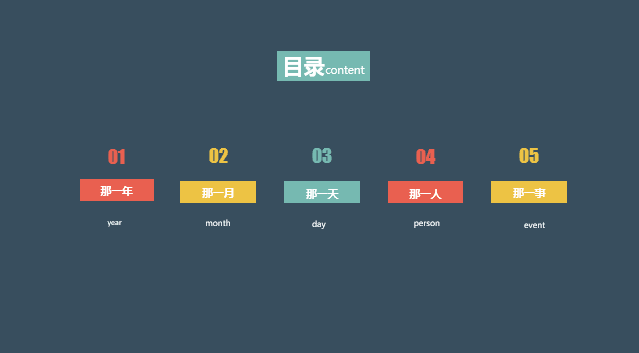 目录content
01
那一年
year
02
那一月
month
03
那一天
day
04
那一人
person
05
那一事
event